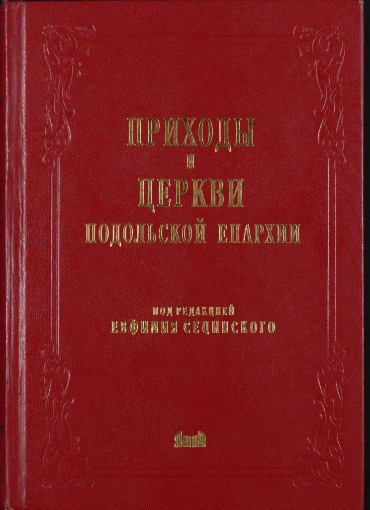 ПРИХОДЫ
И
ЦЕРКВИ
ПОДОЛЬСКОЙ ЕПАРХИИ
ПОД РЕДАКЦИЕЙ
ЕВФИМИЯ СЕЦИНСКОГО